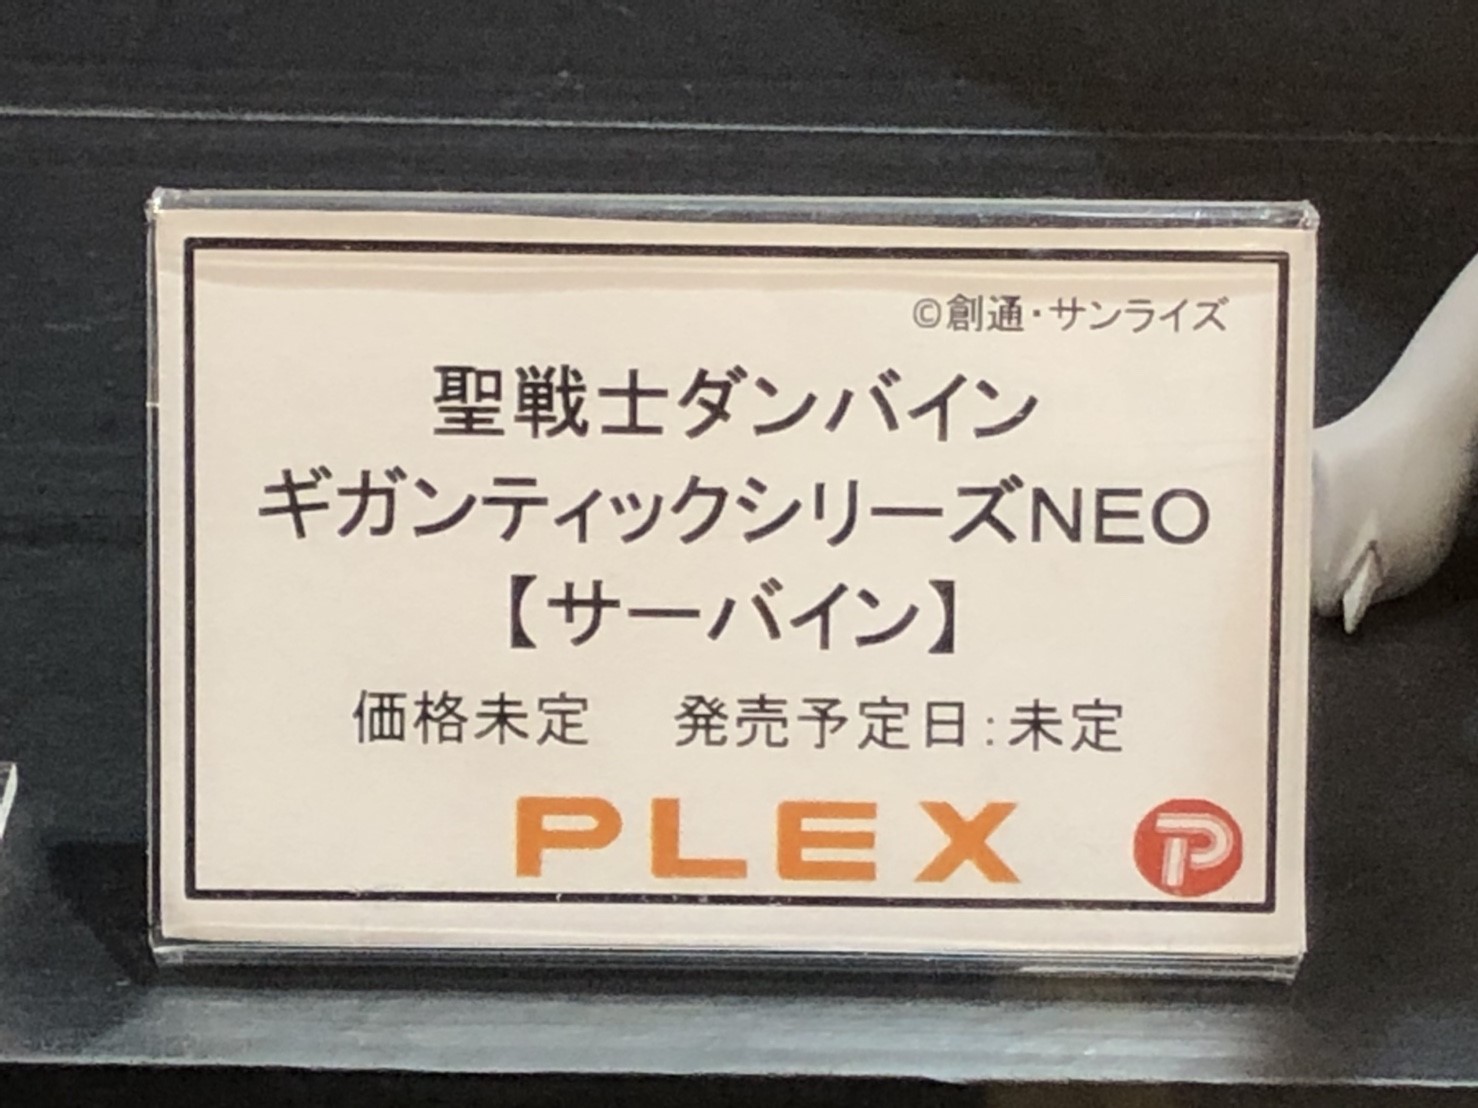 ©創通・サンライズ
聖戦士ダンバイン
ギガンティックシリーズNEO
【サーバイン】
価格未定　発売予定日：未定
PLEX P